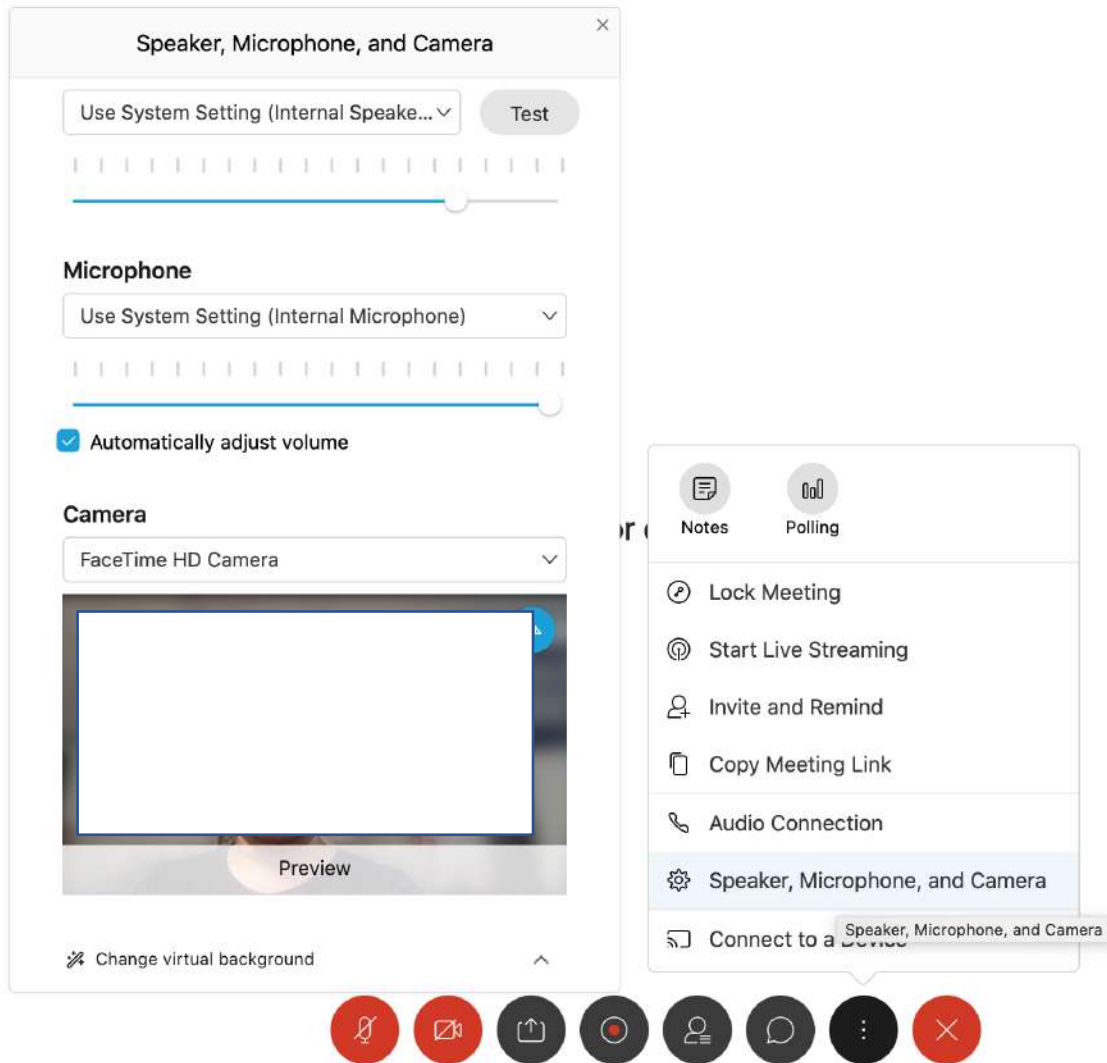 Speaker, Microphone, and Camera
Use System Setting (Internal Speake...
Test
Microphone
Use System Setting (Internal Microphone)
Automatically adjust volume
Camera
FaceTime HD Camera
Preview
Change virtual background
Notes
Polling
Lock Meeting
Start Live Streaming
Invite and Remind
Copy Meeting Link
Audio Connection
Speaker, Microphone, and Camera
Connect to a Device
Speaker, Microphone, and Camera